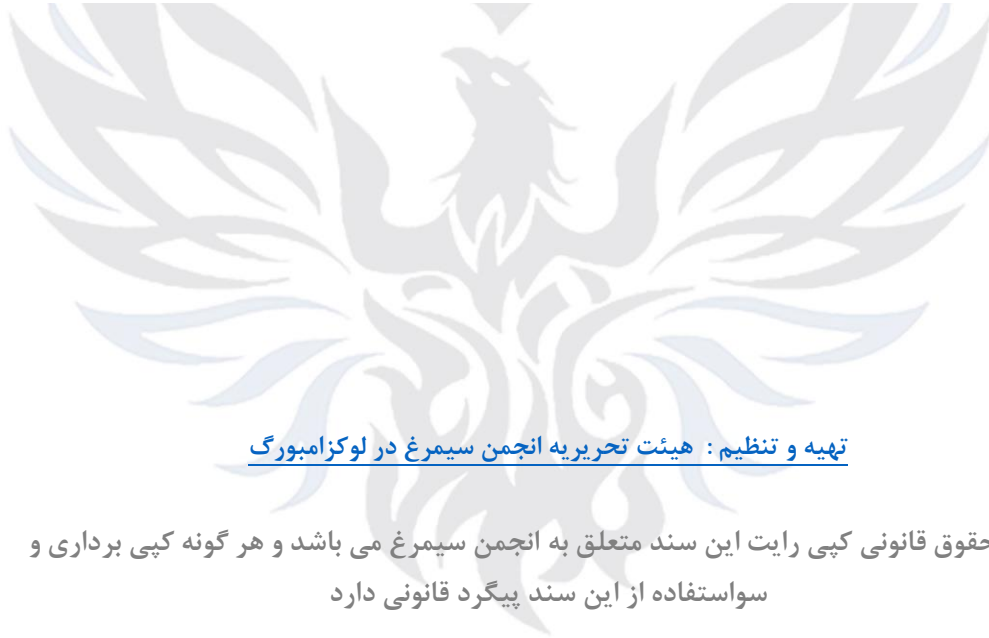 تهیه و تنظیم : هیئت تحریریه انجمن سیمرغ در لوکزامبورگ
حقوق قانونی کپی رایت این سند متعلق به انجمن سیمرغ می باشد و هر گونه کپی برداری و
سواستفاده از این سند پیگرد قانونی دارد